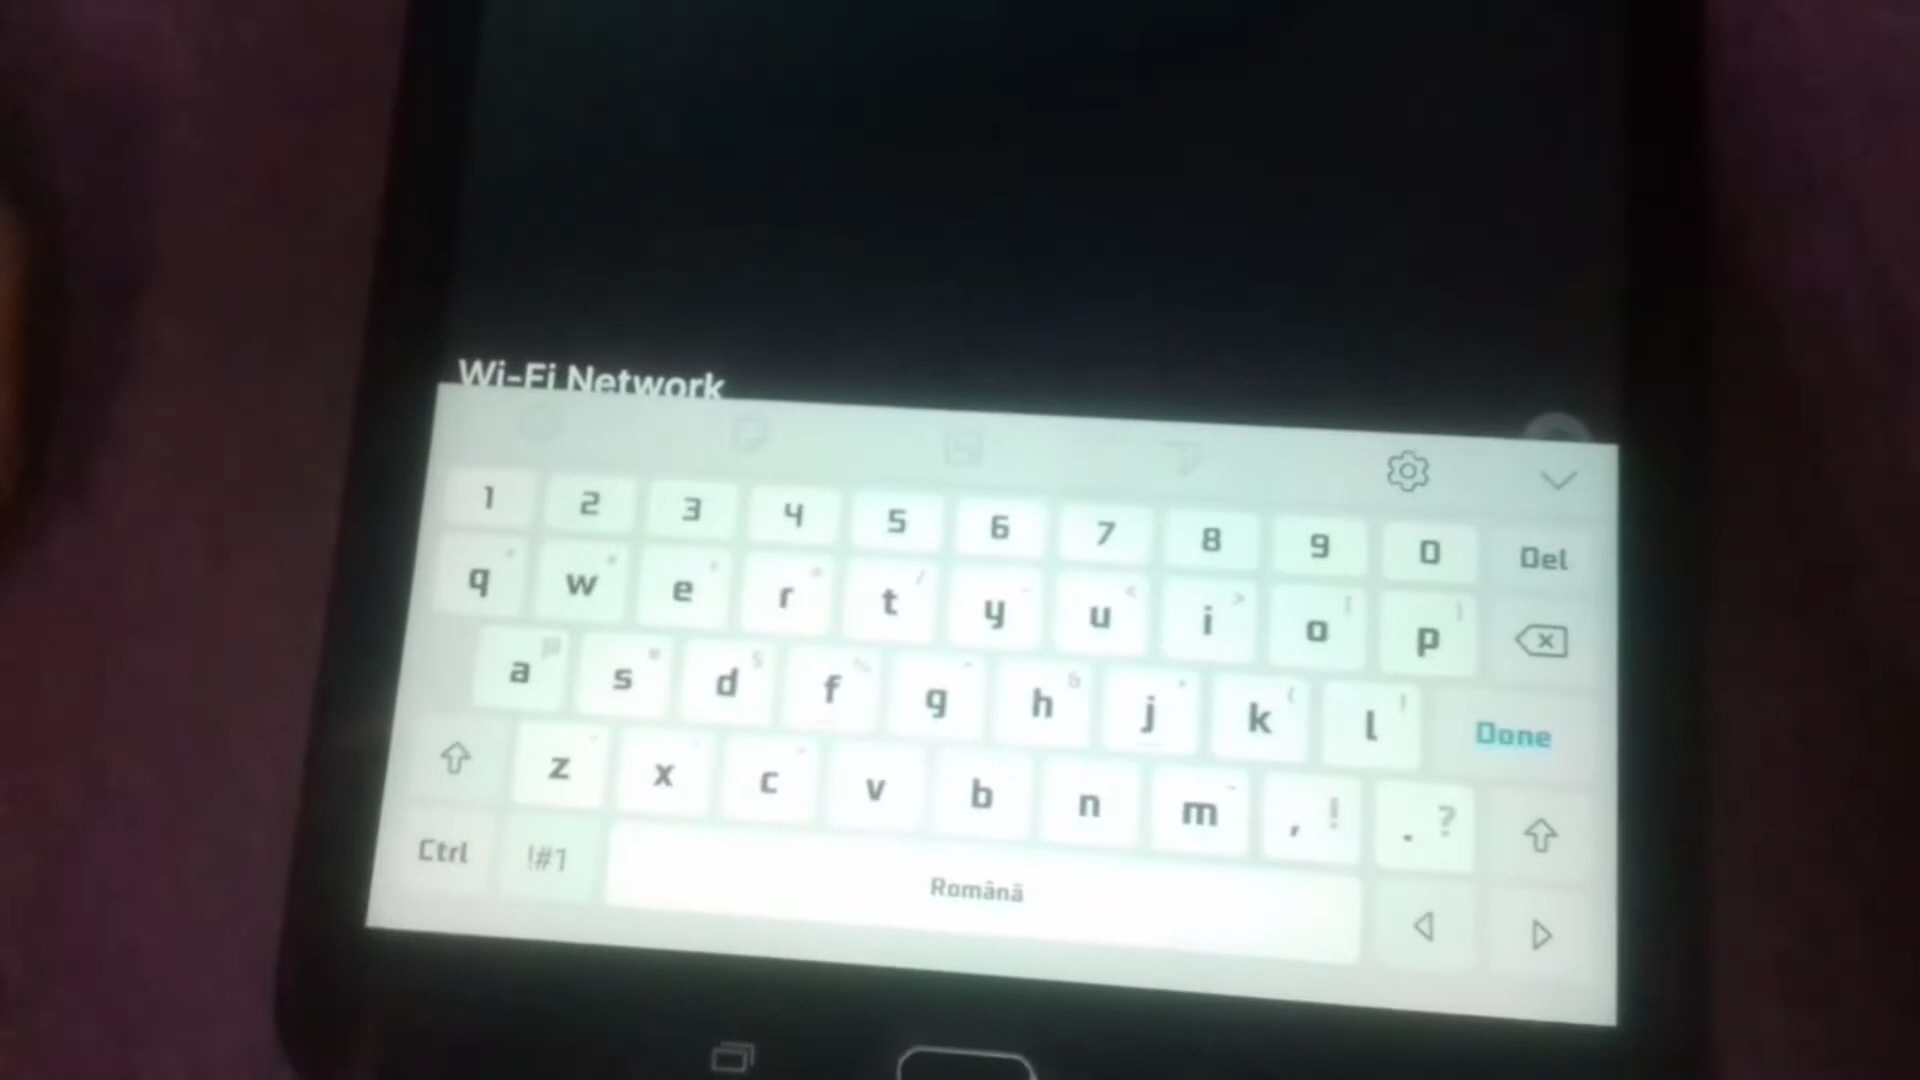 Wi-Fi Network
1 2 3 4 5 6 7 8 9 0 Del
q w e r t y u i o p
a s d f g h j k l Done
z x c v b n m , ! . ?
Ctrl !#1 Română